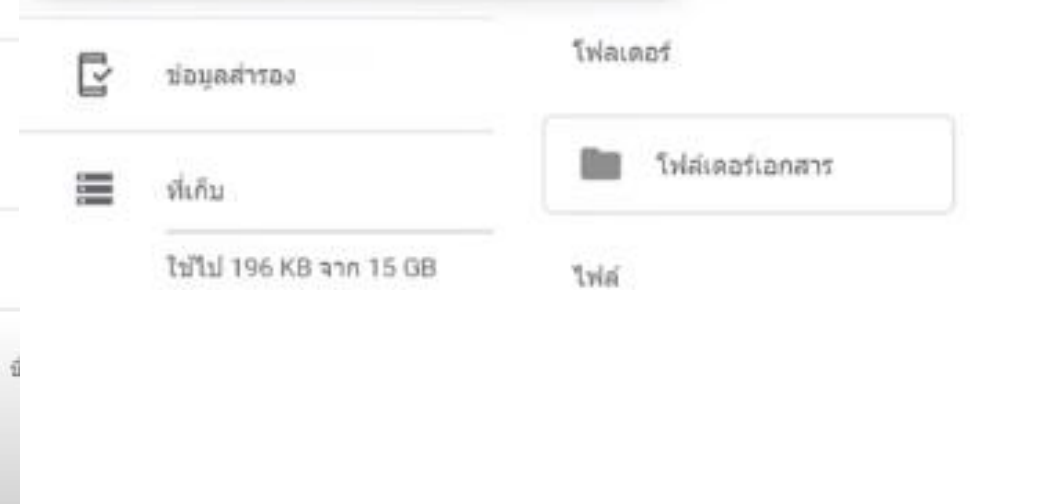 ข้อมูลสำรอง
ที่เก็บ
ใช้ไป 196 KB จาก 15 GB
โฟลเดอร์
โฟล์เดอร์เอกสาร
ไฟล์